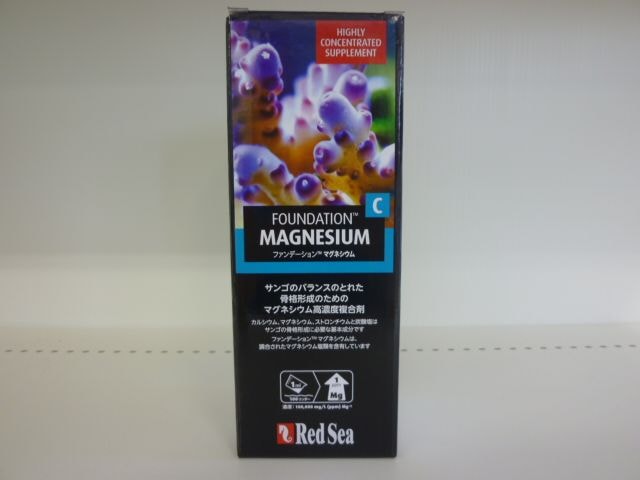 HIGHLY
CONCENTRATED
SUPPLEMENT
C
FOUNDATION™
MAGNESIUM
ファンデーション™ マグネシウム
サンゴのバランスのとれた
骨格形成のための
マグネシウム高濃度複合剤
カルシウム、マグネシウム、ストロンチウムと炭酸塩は
サンゴの骨格形成に必要な基本成分です
ファンデーション™マグネシウムは、
調合されたマグネシウム塩類を含有しています
1ml
1
ppm
Mg
Red Sea